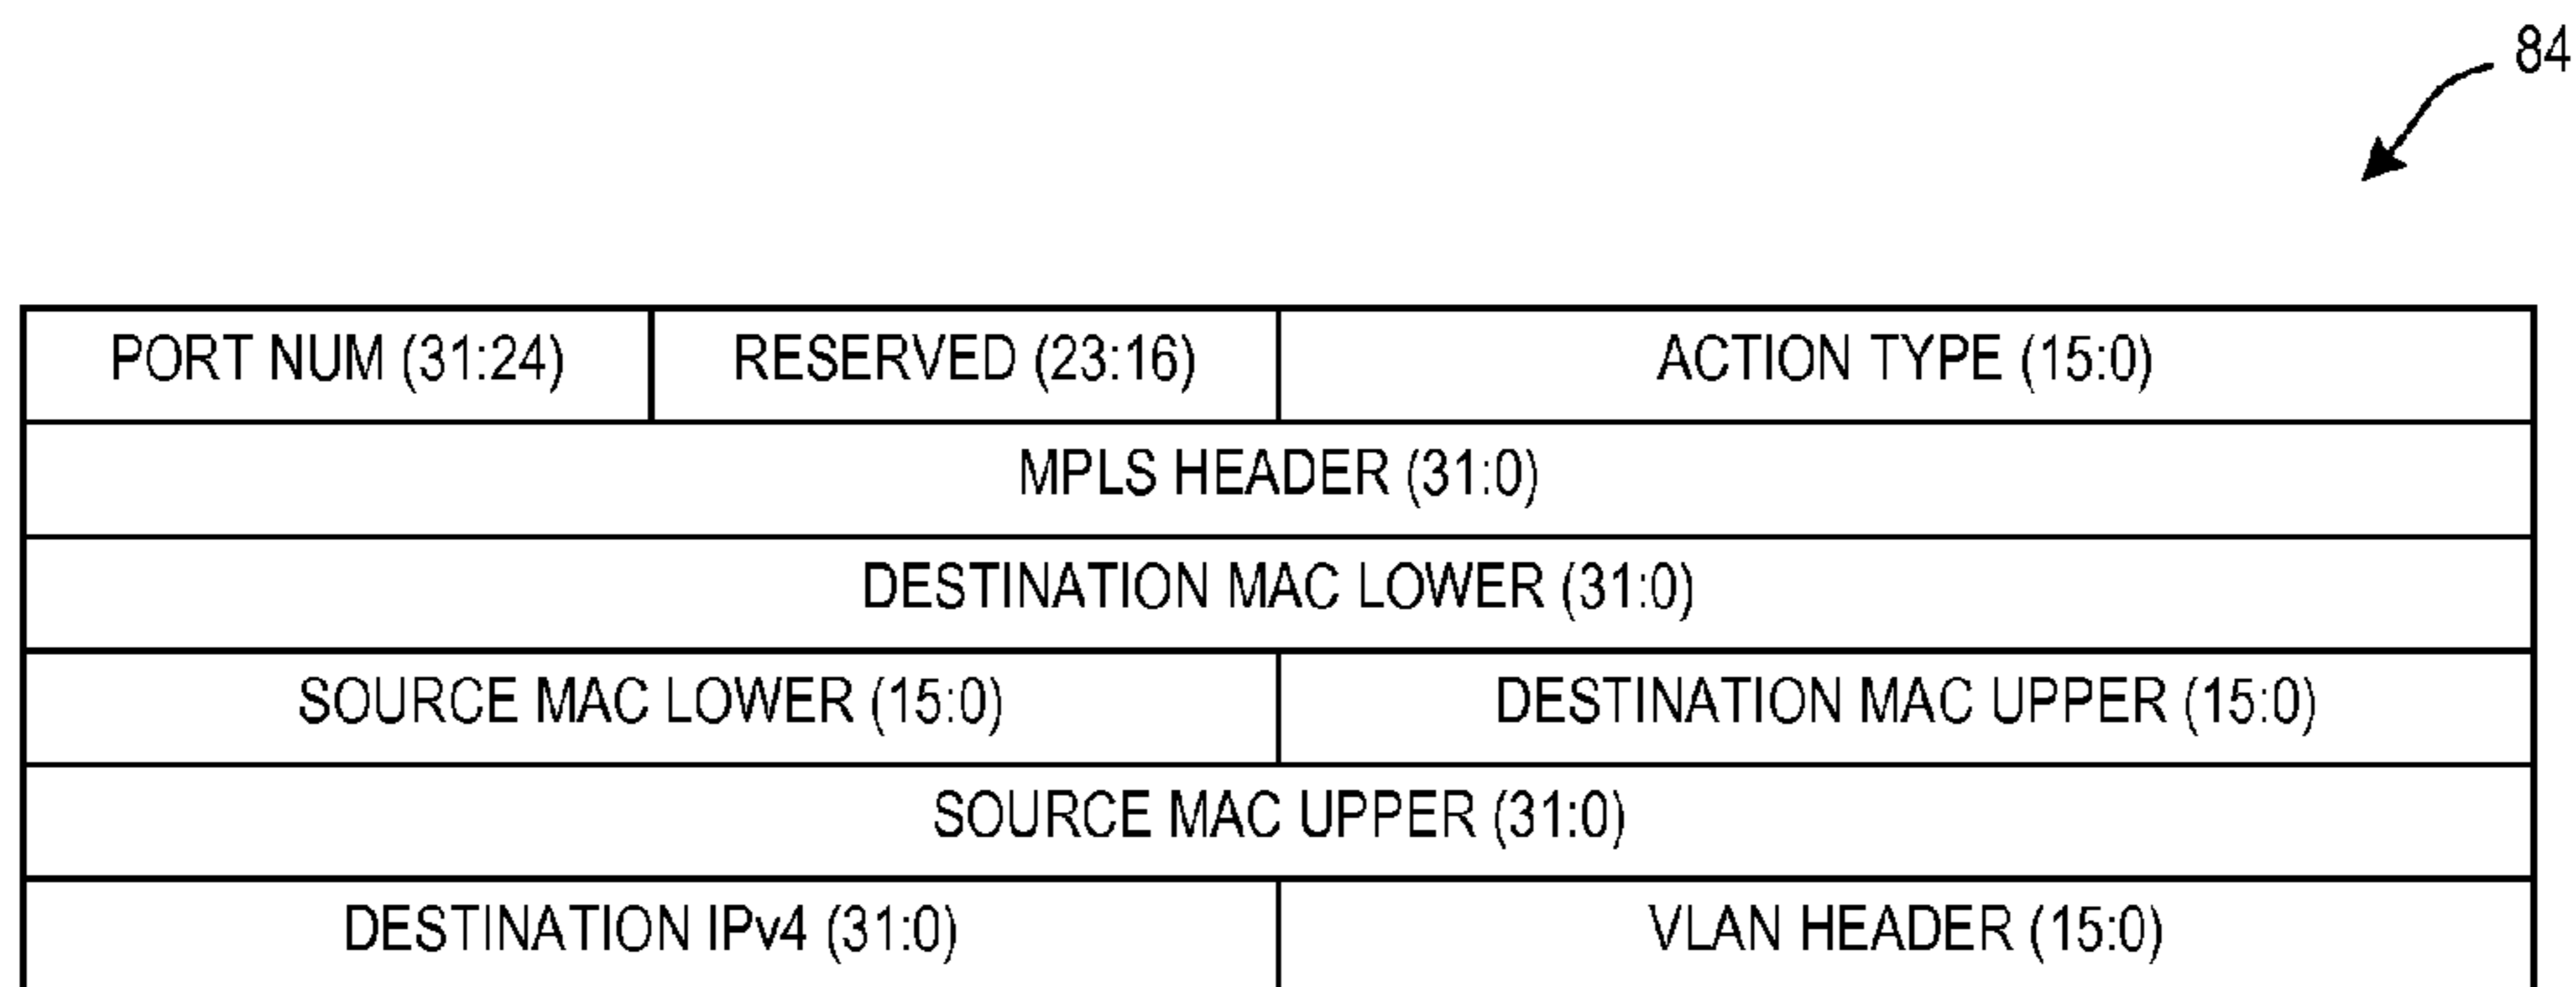 84
PORT NUM (31:24) RESERVED (23:16) ACTION TYPE (15:0)
MPLS HEADER (31:0)
DESTINATION MAC LOWER (31:0)
SOURCE MAC LOWER (15:0) DESTINATION MAC UPPER (15:0)
SOURCE MAC UPPER (31:0)
DESTINATION IPv4 (31:0) VLAN HEADER (15:0)